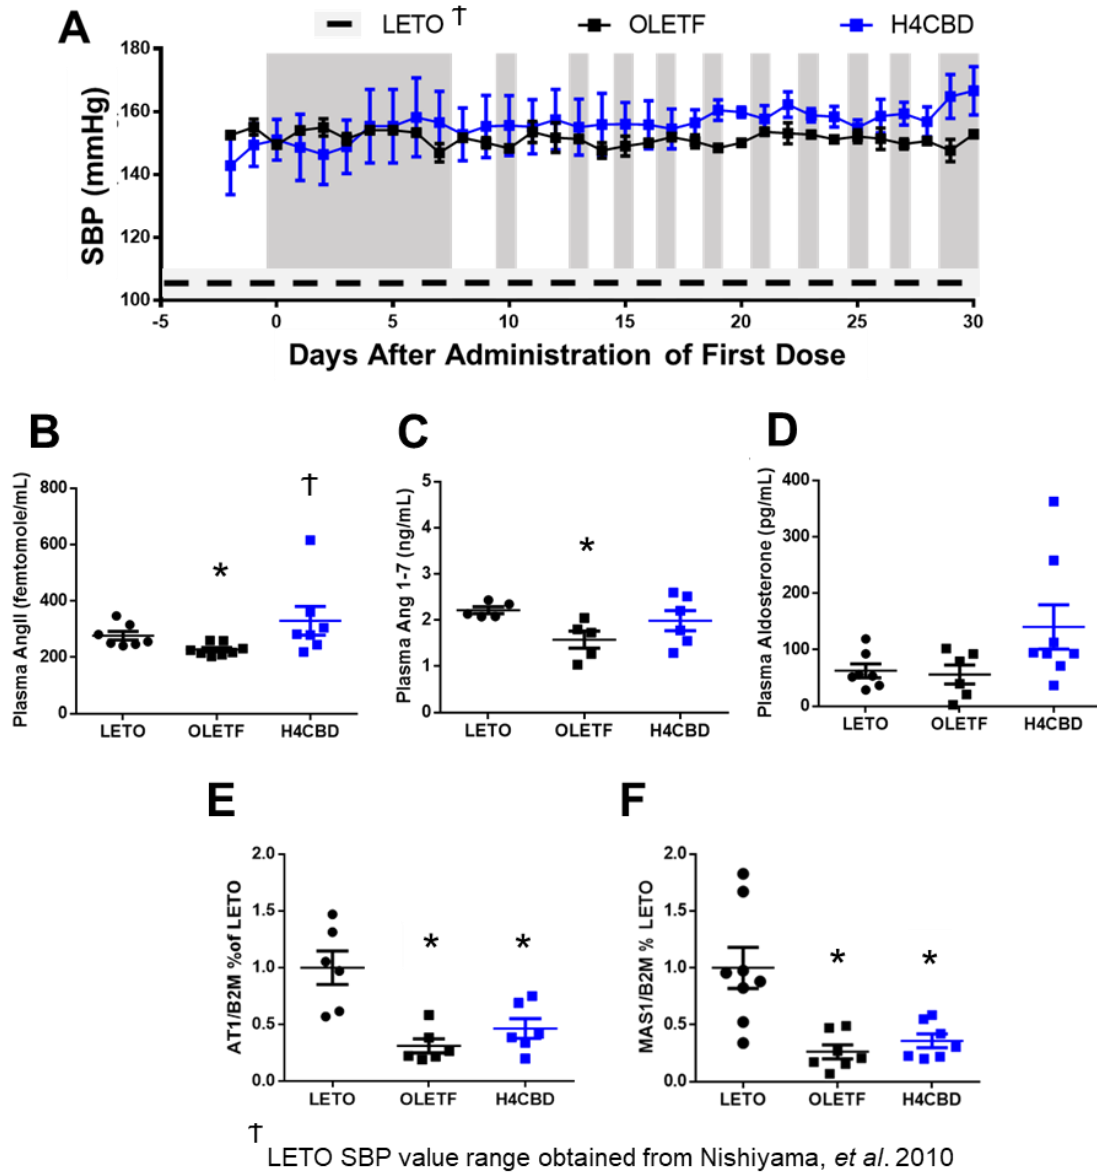 A
LETO †
OLETF
H4CBD
SBP (mmHg)
180
160
140
120
100
-5 0 5 10 15 20 25 30
Days After Administration of First Dose
B
Plasma AngII (femtomole/mL)
800
600
400
200
0
*
†
LETO OLETF H4CBD
C
Plasma Ang 1-7 (ng/mL)
5
4
3
2
1
0
*
LETO OLETF H4CBD
D
Plasma Aldosterone (pg/mL)
400
300
200
100
0
LETO OLETF H4CBD
E
AT1/B2M %of LETO
2.0
1.5
1.0
0.5
0.0
* *
LETO OLETF H4CBD
F
MAS1/B2M % LETO
2.0
1.5
1.0
0.5
0.0
* *
LETO OLETF H4CBD
† LETO SBP value range obtained from Nishiyama, et al. 2010